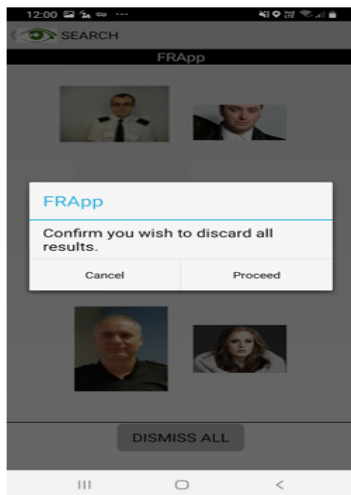 12:00
SEARCH
FRApp
FRApp
Confirm you wish to discard all
results.
Cancel Proceed
DISMISS ALL